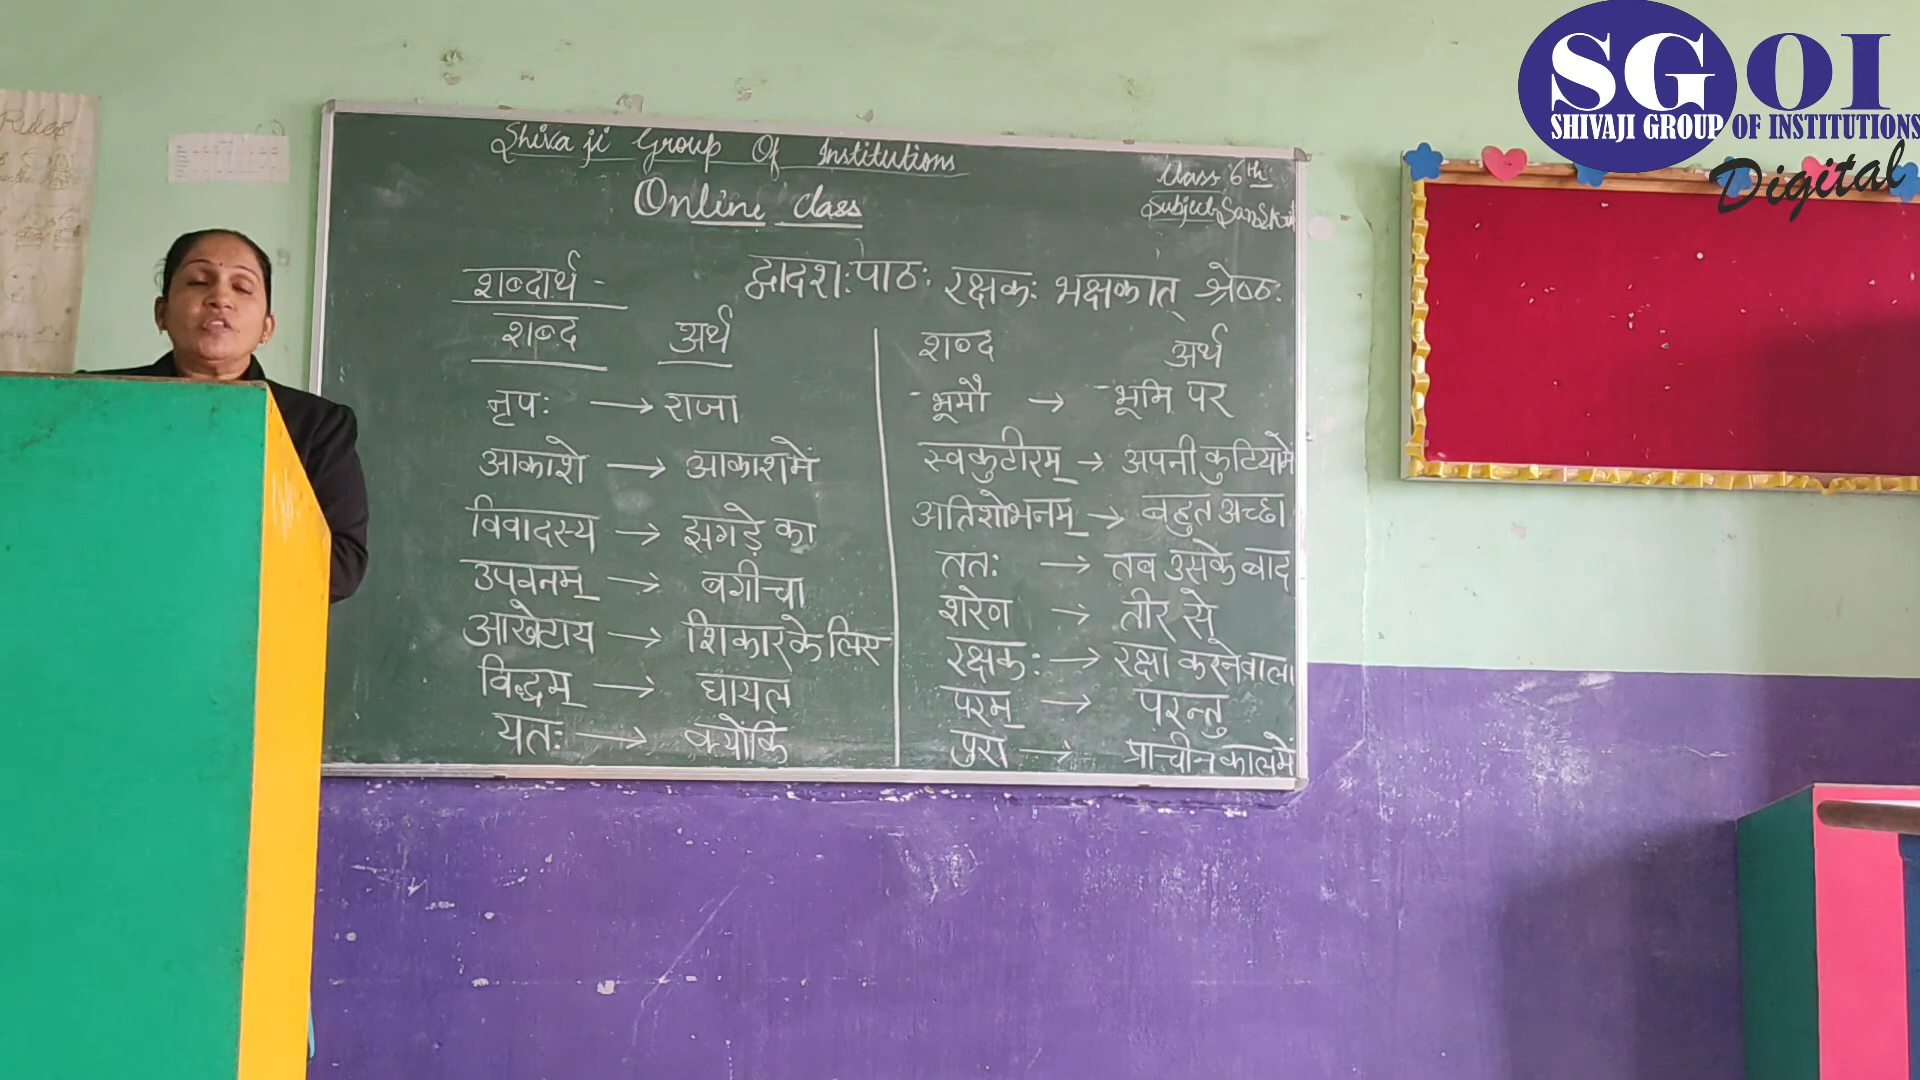 SGOI
SHIVAJI GROUP OF INSTITUTIONS
Digital
Rules
Shiva ji Group Of Institutions
Online class
Class 6th
Subject Sanskrit
शब्दार्थ -
द्वादशः पाठः रक्षकः भक्षकात् श्रेष्ठः
शब्द अर्थ
नृपः → राजा
आकाशे → आकाश में
विवादस्य → झगड़े का
उपवनम् → बगीचा
आखेटाय → शिकार के लिए
विद्धम् → घायल
यतः → क्योंकि
शब्द अर्थ
भूमौ → भूमि पर
स्वकुटीरम् → अपनी कुटिया में
अतिशोभनम् → बहुत अच्छा
ततः → तब उसके बाद
शरेण → तीर से
रक्षकः → रक्षा करने वाला
परम् → परन्तु
पुरा → प्राचीन काल में